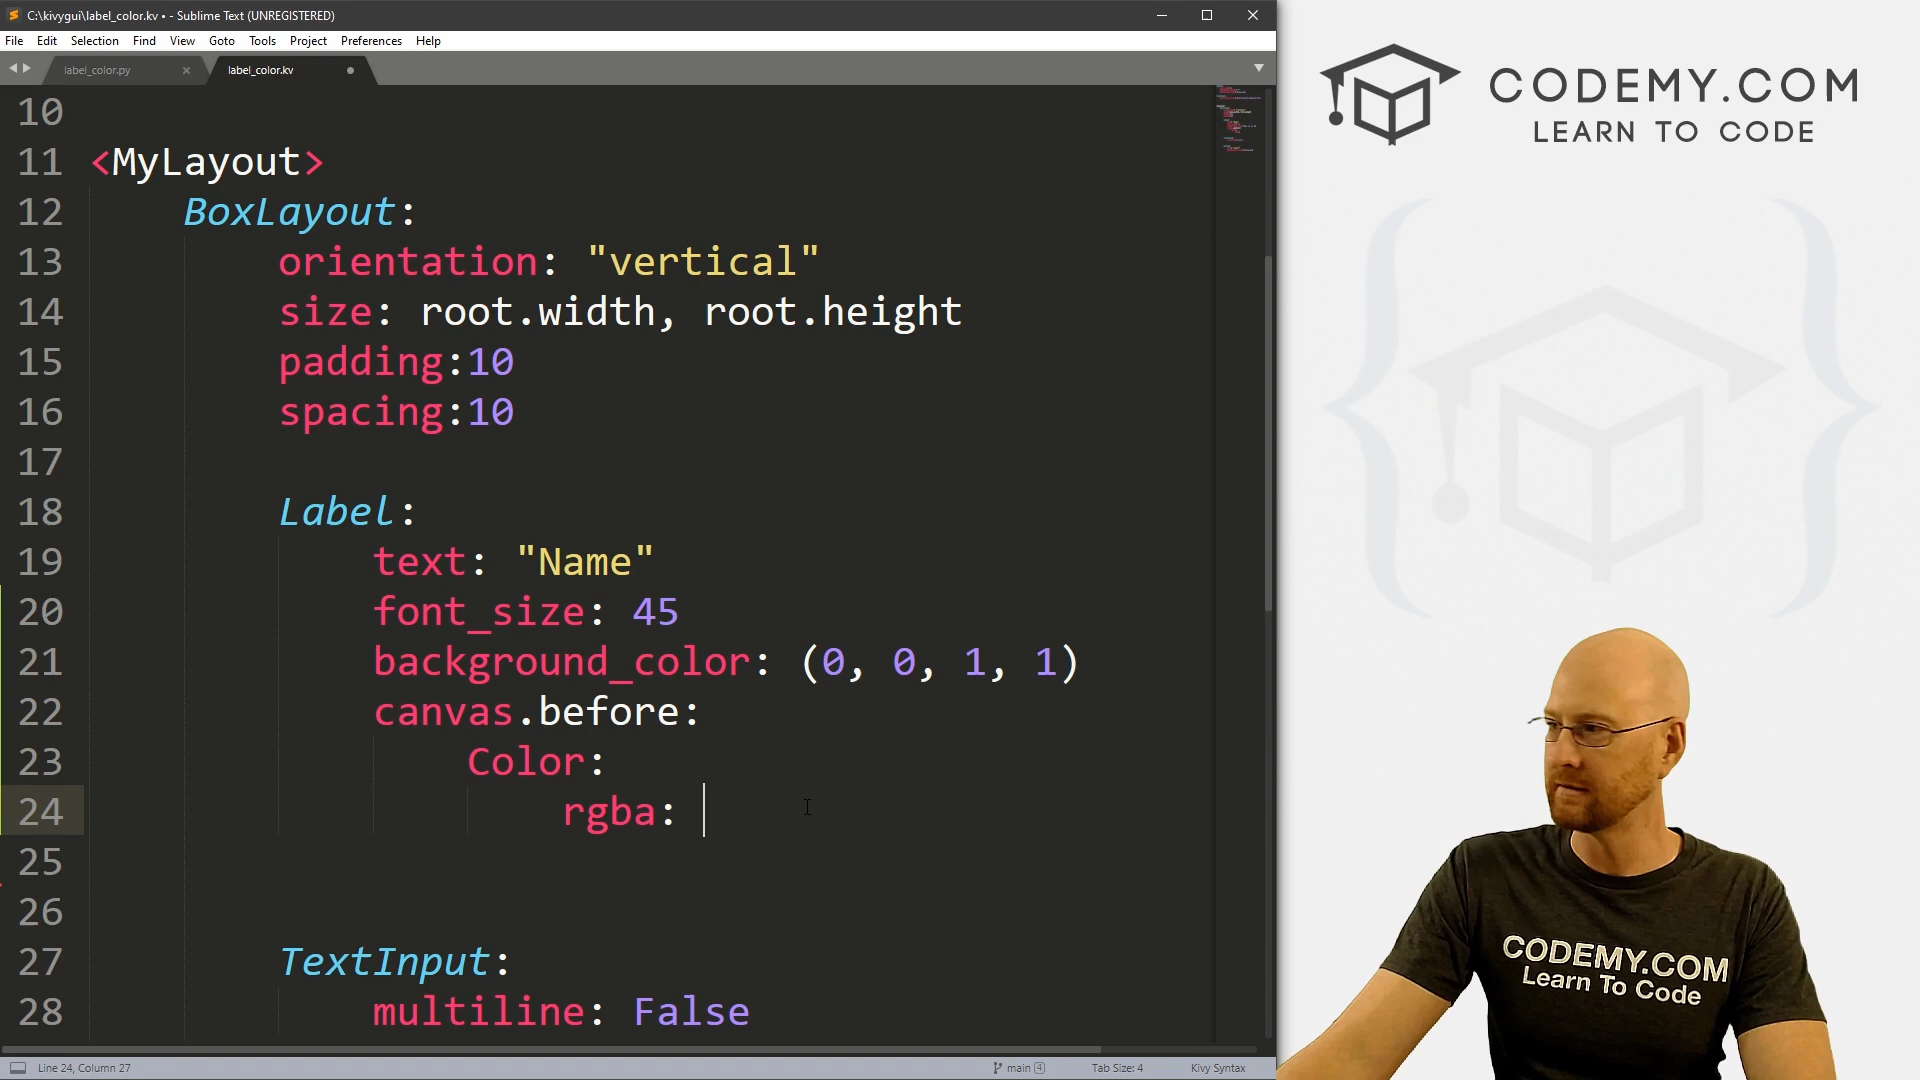 C:\kivygui\label_color.kv • - Sublime Text (UNREGISTERED)
File Edit Selection Find View Goto Tools Project Preferences Help
label_color.py
label_color.kv
10
11 <MyLayout>
12 BoxLayout:
13 orientation: "vertical"
14 size: root.width, root.height
15 padding:10
16 spacing:10
17
18 Label:
19 text: "Name"
20 font_size: 45
21 background_color: (0, 0, 1, 1)
22 canvas.before:
23 Color:
24 rgba:
25
26
27 TextInput:
28 multiline: False
Line 24, Column 27
main 4
Tab Size: 4
Kivy Syntax
CODEMY.COM
LEARN TO CODE
CODEMY.COM
Learn To Code